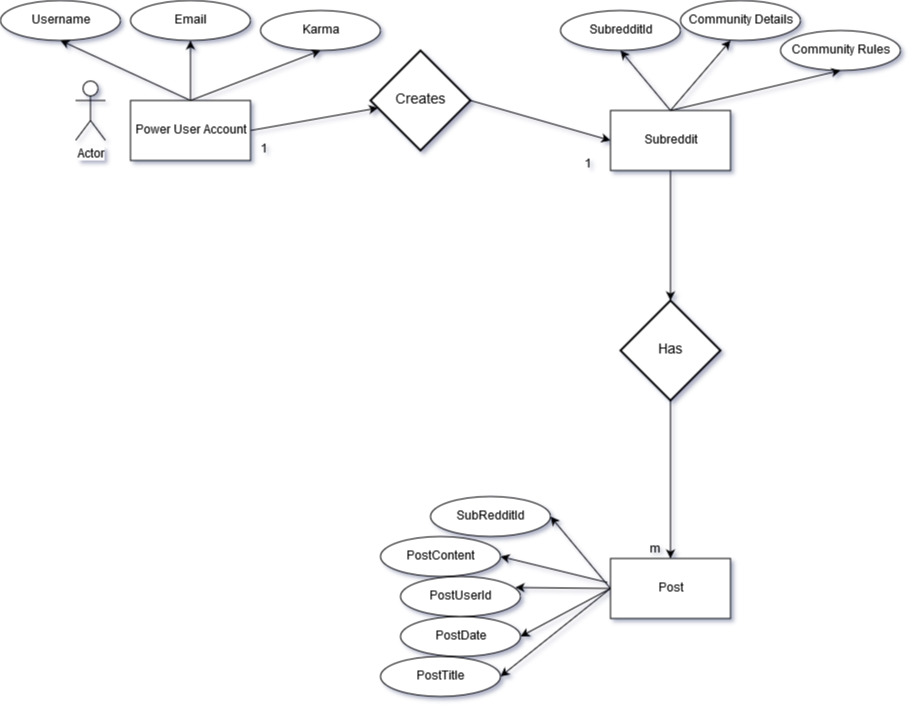 Username
Email
Karma
SubredditId
Community Details
Community Rules
Actor
Power User Account
1
Creates
1
Subreddit
Has
SubRedditId
PostContent
PostUserId
PostDate
PostTitle
m
Post